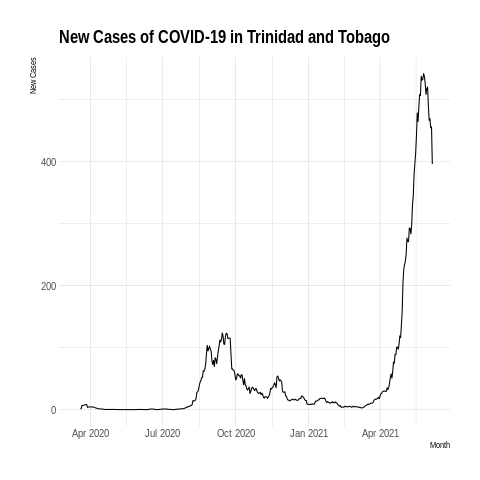 New Cases of COVID-19 in Trinidad and Tobago
New Cases
400
200
0
Apr 2020 Jul 2020 Oct 2020 Jan 2021 Apr 2021
Month